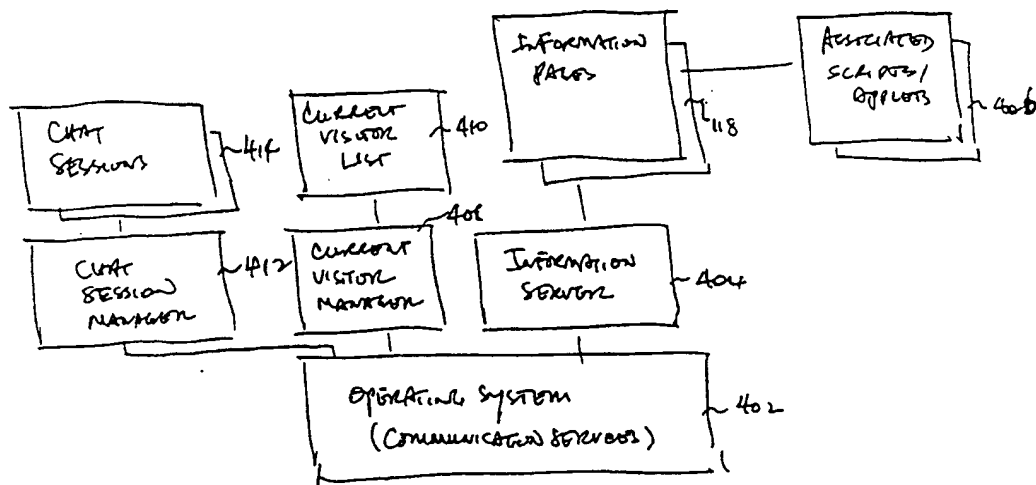 INFORMATION
PAGES
118
ASSOCIATED
SCRIPTS/
APPLETS
406
CHAT
SESSIONS
414
CURRENT
VISITOR
LIST
410
408
CHAT
SESSION
MANAGER
412
CURRENT
VISITOR
MANAGER
INFORMATION
SERVER
404
OPERATING SYSTEM
(COMMUNICATION SERVICES)
402